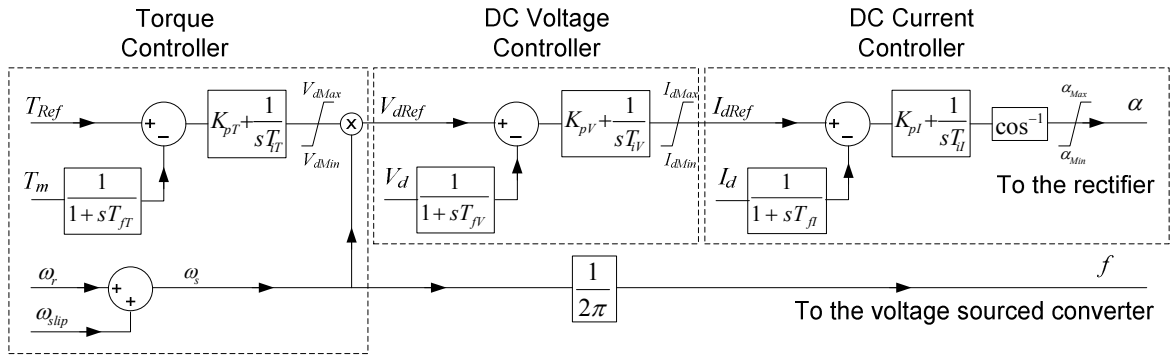 Torque
Controller
DC Voltage
Controller
DC Current
Controller
T_Ref
+
−
K_pT + 1/(sT_iT)
V_dMax
V_dMin
×
V_dRef
+
−
K_pV + 1/(sT_iV)
I_dMax
I_dMin
I_dRef
+
−
K_pI + 1/(sT_iI)
cos⁻¹
α_Max
α_Min
α
T_m
1/(1 + sT_fT)
V_d
1/(1 + sT_fV)
I_d
1/(1 + sT_fI)
To the rectifier
ω_r
+
+
ω_s
ω_slip
1/(2π)
f
To the voltage sourced converter